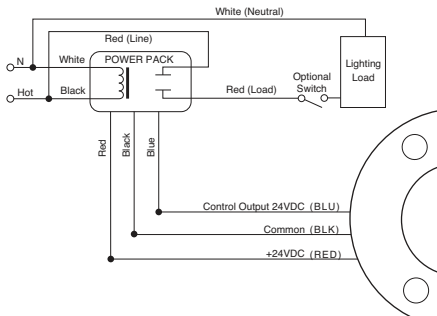 White (Neutral)
Red (Line)
N
White
POWER PACK
Hot
Black
Red (Load)
Optional
Switch
Lighting
Load
Red
Black
Blue
Control Output 24VDC (BLU)
Common (BLK)
+24VDC (RED)